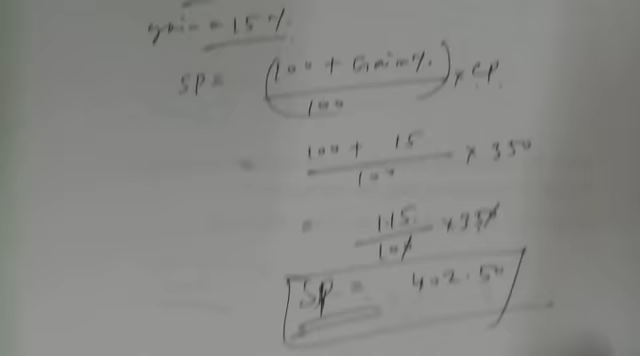 gain = 15%
SP = (100 + Gain% / 100) × CP
= 100 + 15 / 100 × 350
= 115 / 100 × 350
SP = 402.50